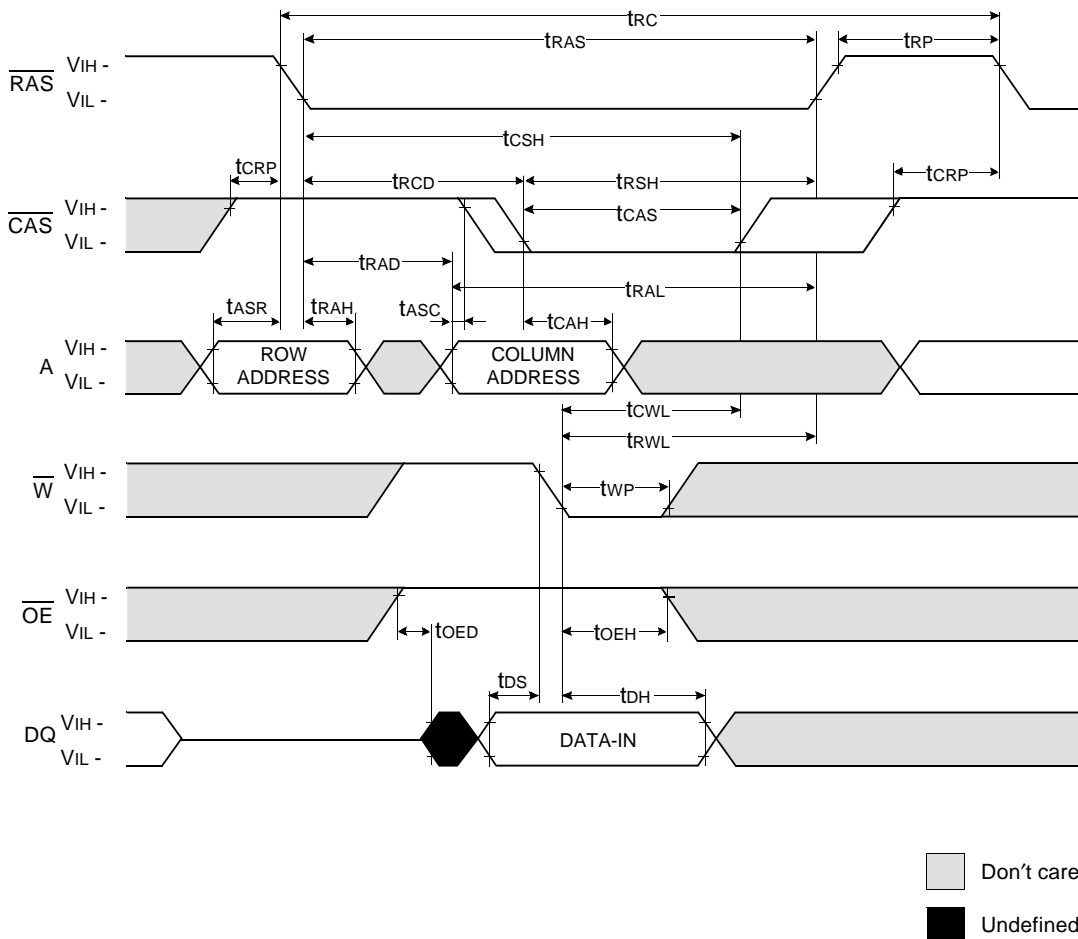 tRC
tRAS
tRP
RAS
VIH -
VIL -
tCSH
tCRP
tRCD
tRSH
tCRP
CAS
VIH -
VIL -
tCAS
tRAD
tRAL
tASR
tRAH
tASC
tCAH
A
VIH -
VIL -
ROW
ADDRESS
COLUMN
ADDRESS
tCWL
tRWL
W
VIH -
VIL -
tWP
OE
VIH -
VIL -
tOED
tOEH
tDS
tDH
DQ
VIH -
VIL -
DATA-IN
Don't care
Undefined